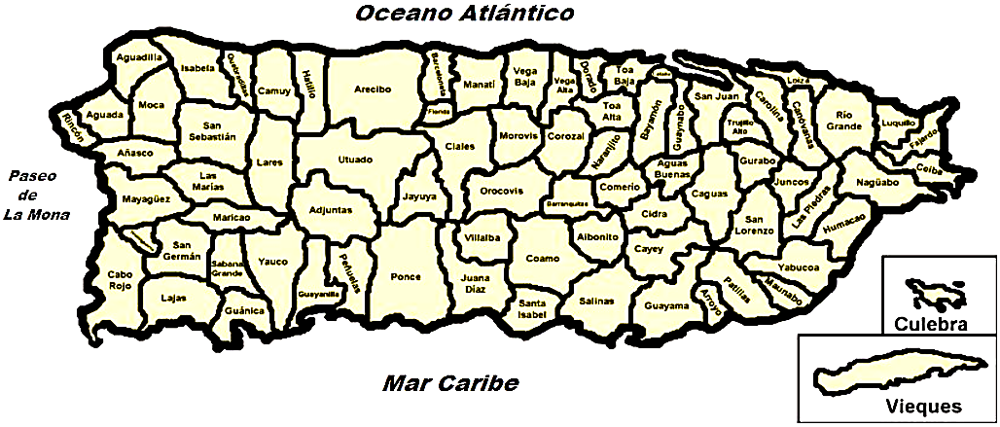 Oceano Atlántico
Aguadilla
Isabela
Quebradillas
Camuy
Hatillo
Arecibo
Barceloneta
Manatí
Vega
Baja
Vega
Alta
Dorado
Toa
Baja
Toa
Alta
Bayamón
Guaynabo
San Juan
Trujillo
Alto
Carolina
Loiza
Canóvanas
Río
Grande
Luquillo
Fajardo
Ceiba
Rincón
Aguada
Moca
San
Sebastián
Añasco
Las
Marías
Lares
Utuado
Florida
Ciales
Morovis
Corozal
Naranjito
Orocovis
Barranquitas
Comerío
Aguas
Buenas
Gurabo
Caguas
Juncos
Las Piedras
Nagüabo
Humacao
Paseo
de
La Mona
Mayagüez
Maricao
Adjuntas
Jayuya
Villalba
Coamo
Aibonito
Cidra
Cayey
San
Lorenzo
Yabucoa
Cabo
Rojo
San
Germán
Sabana
Grande
Yauco
Lajas
Guánica
Gueyanilla
Peñuelas
Ponce
Juana
Díaz
Santa
Isabel
Salinas
Guayama
Arroyo
Patillas
Maunabo
Culebra
Vieques
Mar Caribe